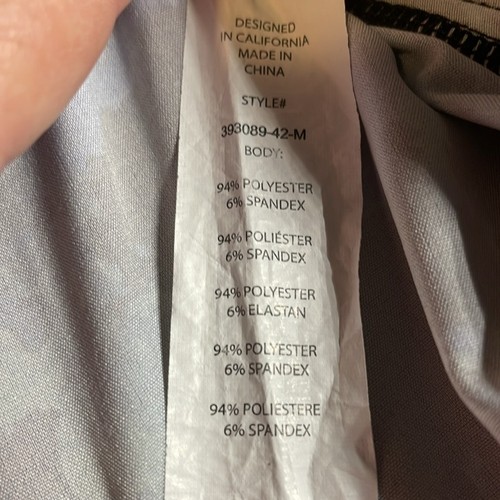 DESIGNED
IN CALIFORNIA
MADE IN
CHINA
STYLE#
393089-42-M
BODY:
94% POLYESTER
6% SPANDEX
94% POLIÉSTER
6% SPANDEX
94% POLYESTER
6% ELASTAN
94% POLYESTER
6% SPANDEX
94% POLIESTERE
6% SPANDEX